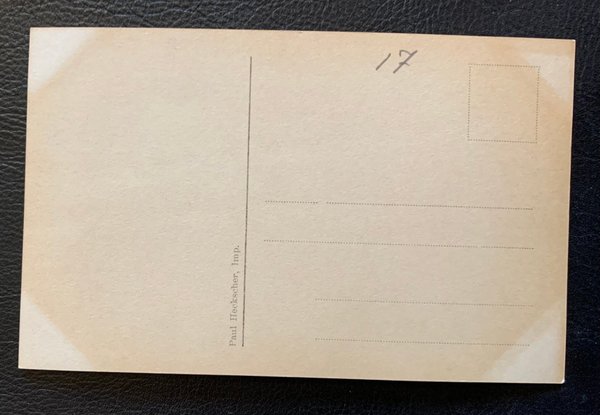 17
Paul Heckscher, Imp.